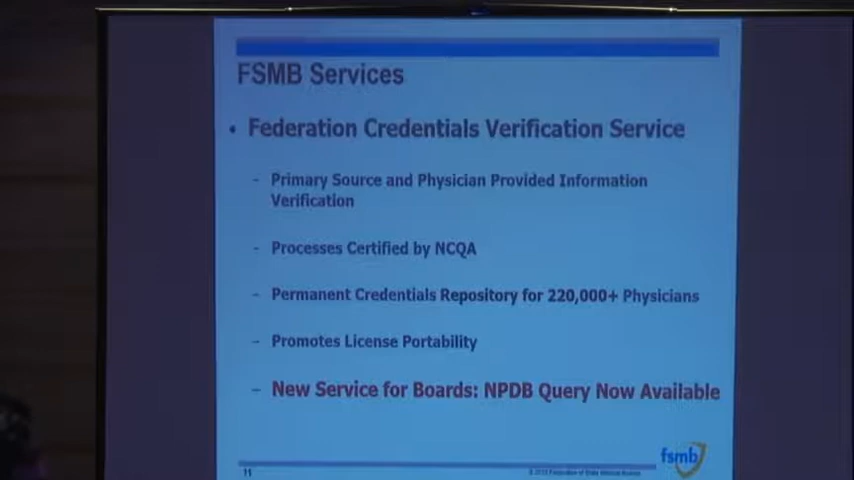 FSMB Services
• Federation Credentials Verification Service
- Primary Source and Physician Provided Information
Verification
- Processes Certified by NCQA
- Permanent Credentials Repository for 220,000+ Physicians
- Promotes License Portability
- New Service for Boards: NPDB Query Now Available
fsmb
11